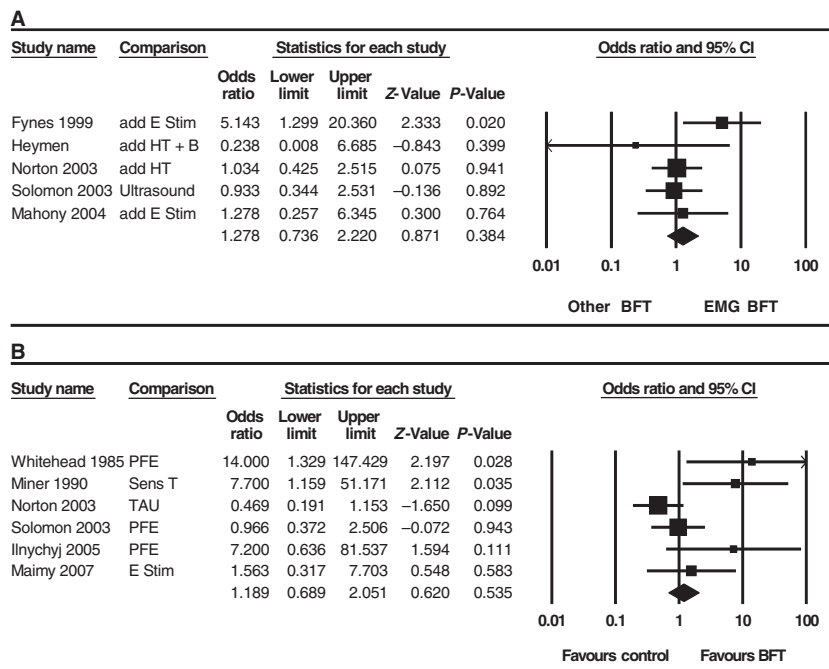 A
Study name Comparison Statistics for each study Odds ratio and 95% CI
Odds ratio Lower limit Upper limit Z-Value P-Value
Fynes 1999 add E Stim 5.143 1.299 20.360 2.333 0.020
Heymen add HT + B 0.238 0.008 6.685 –0.843 0.399
Norton 2003 add HT 1.034 0.425 2.515 0.075 0.941
Solomon 2003 Ultrasound 0.933 0.344 2.531 –0.136 0.892
Mahony 2004 add E Stim 1.278 0.257 6.345 0.300 0.764
1.278 0.736 2.220 0.871 0.384
0.01 0.1 1 10 100
Other BFT EMG BFT
B
Study name Comparison Statistics for each study Odds ratio and 95% CI
Odds ratio Lower limit Upper limit Z-Value P-Value
Whitehead 1985 PFE 14.000 1.329 147.429 2.197 0.028
Miner 1990 Sens T 7.700 1.159 51.171 2.112 0.035
Norton 2003 TAU 0.469 0.191 1.153 –1.650 0.099
Solomon 2003 PFE 0.966 0.372 2.506 –0.072 0.943
Ilnychyj 2005 PFE 7.200 0.636 81.537 1.594 0.111
Maimy 2007 E Stim 1.563 0.317 7.703 0.548 0.583
1.189 0.689 2.051 0.620 0.535
0.01 0.1 1 10 100
Favours control Favours BFT